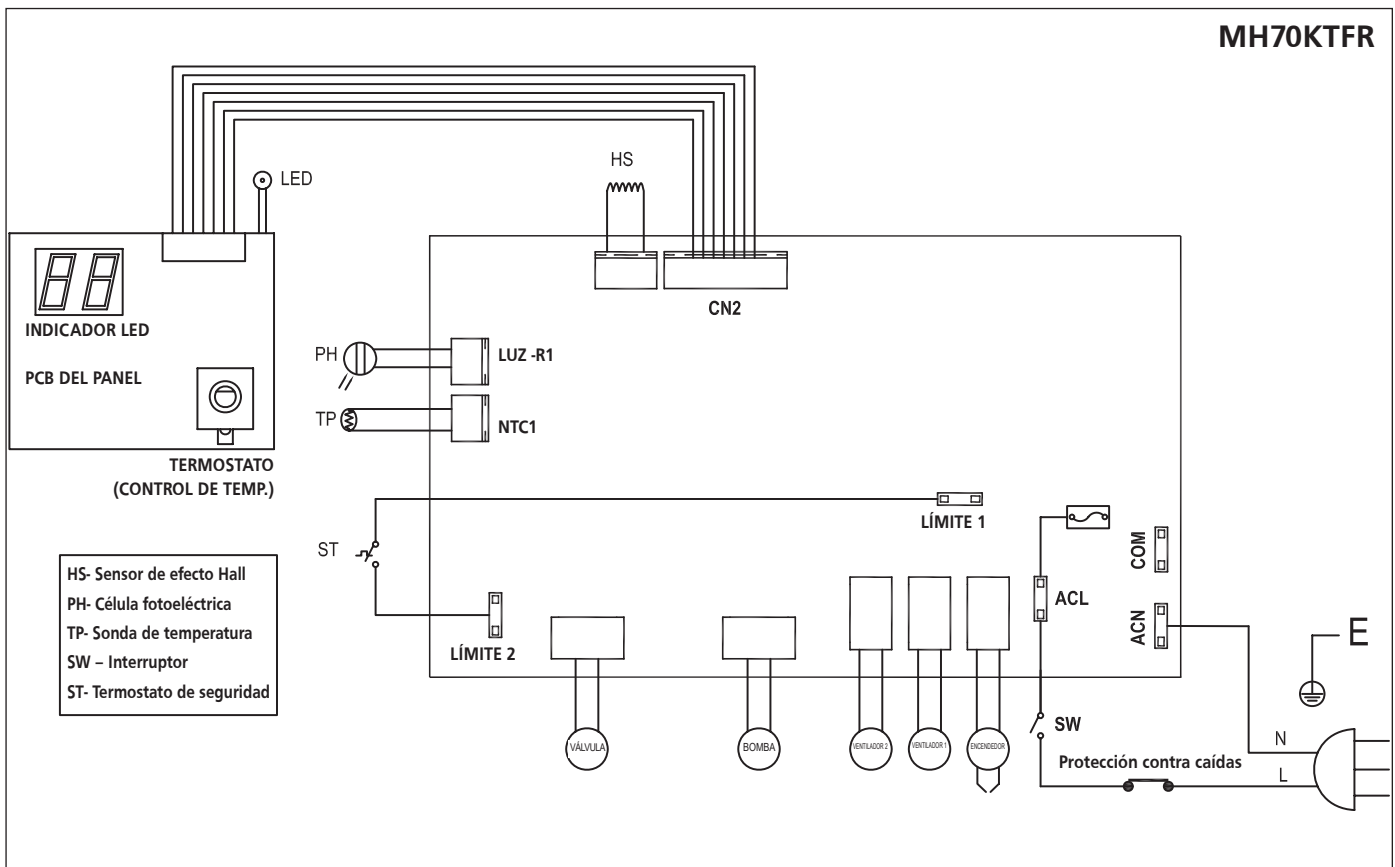 MH70KTFR
HS
LED
CN2
INDICADOR LED
PCB DEL PANEL
TERMOSTATO
(CONTROL DE TEMP.)
PH
LUZ -R1
TP
NTC1
LÍMITE 1
ST
LÍMITE 2
COM
ACL
ACN
E
HS- Sensor de efecto Hall
PH- Célula fotoeléctrica
TP- Sonda de temperatura
SW – Interruptor
ST- Termostato de seguridad
VÁLVULA
BOMBA
VENTILADOR 2
VENTILADOR 1
ENCENDEDOR
SW
N
Protección contra caídas
L